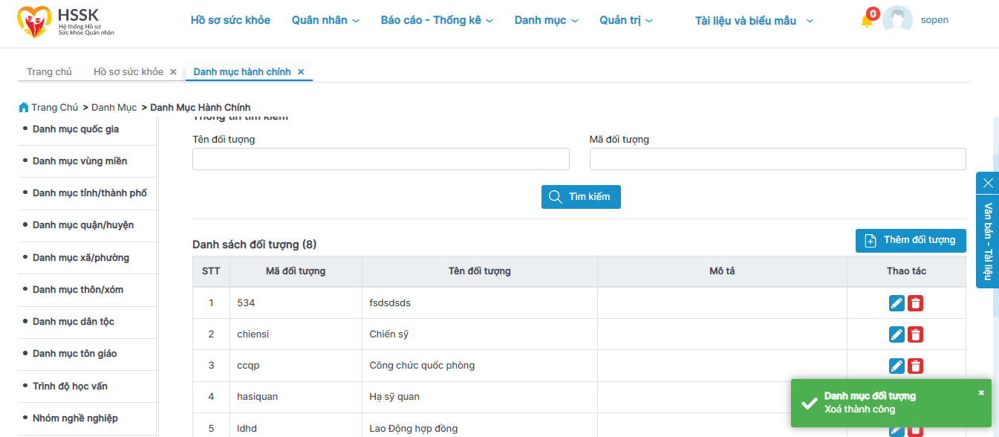 HSSK
Hệ thống Hồ sơ
Sức khỏe Quân nhân
Hồ sơ sức khỏe
Quân nhân
Báo cáo - Thống kê
Danh mục
Quản trị
Tài liệu và biểu mẫu
0
sopen
Trang chủ
Hồ sơ sức khỏe
Danh mục hành chính
Trang Chủ > Danh Mục > Danh Mục Hành Chính
Danh mục quốc gia
Danh mục vùng miền
Danh mục tỉnh/thành phố
Danh mục quận/huyện
Danh mục xã/phường
Danh mục thôn/xóm
Danh mục dân tộc
Danh mục tôn giáo
Trình độ học vấn
Nhóm nghề nghiệp
Thông tin tìm kiếm
Tên đối tượng
Mã đối tượng
Tìm kiếm
Danh sách đối tượng (8)
Thêm đối tượng
STT Mã đối tượng Tên đối tượng Mô tả Thao tác
1 534 fsdsdsds
2 chiensi Chiến sỹ
3 ccqp Công chức quốc phòng
4 hasiquan Hạ sỹ quan
5 ldhd Lao Động hợp đồng
Văn bản - Tài liệu
Danh mục đối tượng
Xoá thành công